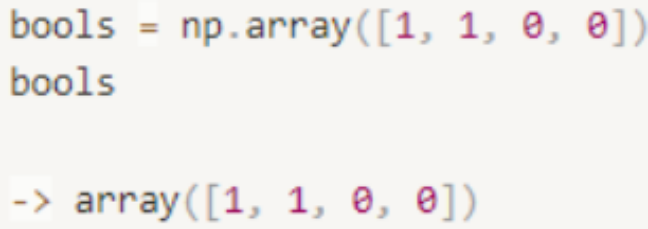 bools = np.array([1, 1, 0, 0])
bools
-> array([1, 1, 0, 0])